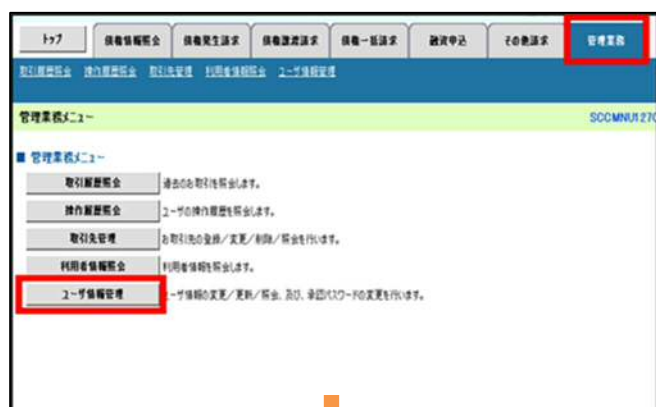 トップ 債権情報照会 債権発生請求 債権譲渡請求 債権一括請求 融資申込 その他請求 管理業務
取引履歴照会 操作履歴照会 取引先管理 利用者情報照会 ユーザ情報管理
管理業務メニュー SCCMNU1270
■ 管理業務メニュー
取引履歴照会 過去のお取引を照会します。
操作履歴照会 ユーザの操作履歴を照会します。
取引先管理 お取引先の登録/変更/削除/照会を行います。
利用者情報照会 利用者情報を照会します。
ユーザ情報管理 ーザ情報の変更/更新/照会、及び、承認パスワードの変更を行います。